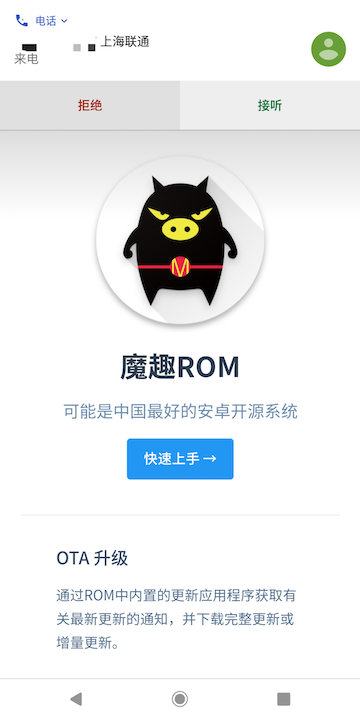 电话
上海联通
来电
拒绝
接听
M
魔趣ROM
可能是中国最好的安卓开源系统
快速上手 →
OTA 升级
通过ROM中内置的更新应用程序获取有
关最新更新的通知，并下载完整更新或
增量更新。